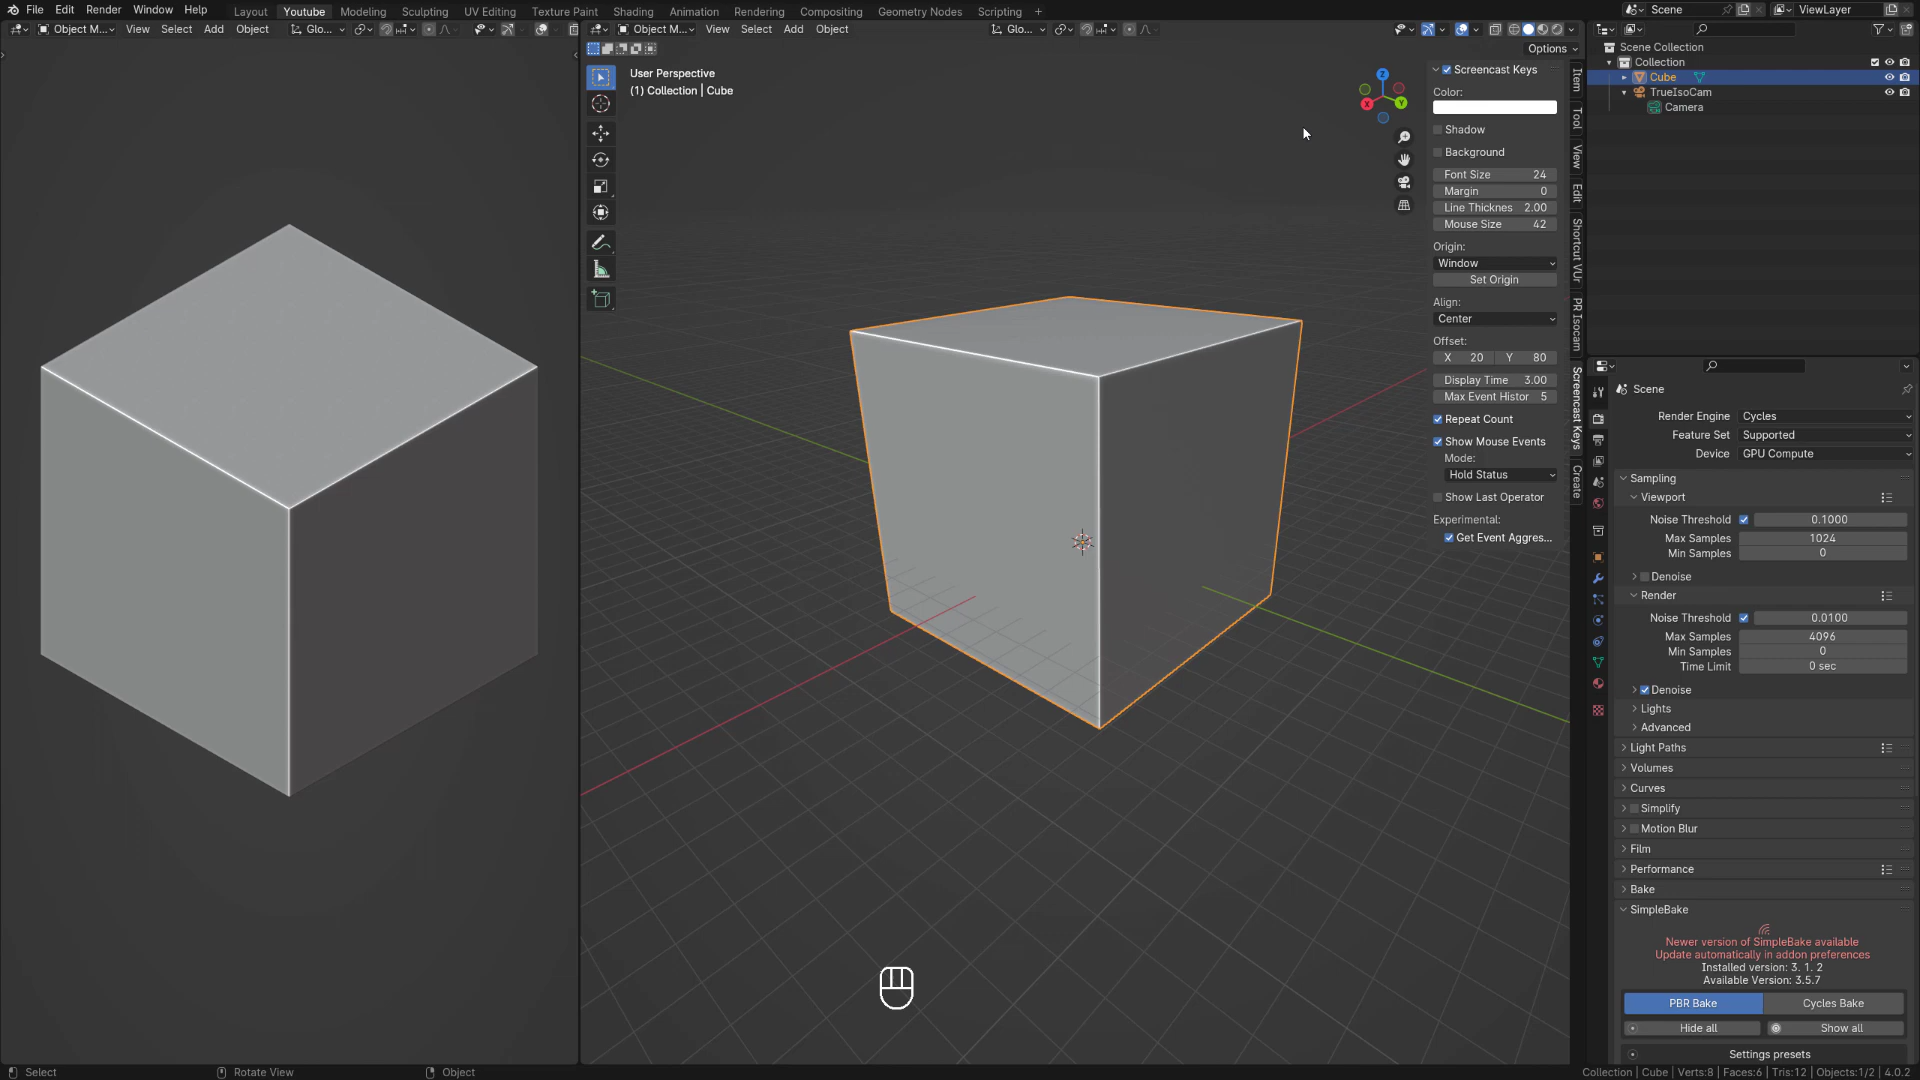 File Edit Render Window Help Layout Youtube Modeling Sculpting UV Editing Texture Paint Shading Animation Rendering Compositing Geometry Nodes Scripting + Scene ViewLayer
Object M... View Select Add Object Glo... Object M... View Select Add Object Glo...
Options
User Perspective
(1) Collection | Cube
X
Y
Z
Screencast Keys
Color:
Shadow
Background
Font Size 24
Margin 0
Line Thicknes 2.00
Mouse Size 42
Origin:
Window
Set Origin
Align:
Center
Offset:
X 20 Y 80
Display Time 3.00
Max Event Histor 5
Repeat Count
Show Mouse Events
Mode:
Hold Status
Show Last Operator
Experimental:
Get Event Aggres...
Item
Tool
View
Edit
Shortcut VUr
PR Isocam
Screencast Keys
Create
Scene Collection
Collection
Cube
TrueIsoCam
Camera
Scene
Render Engine Cycles
Feature Set Supported
Device GPU Compute
Sampling
Viewport
Noise Threshold 0.1000
Max Samples 1024
Min Samples 0
Denoise
Render
Noise Threshold 0.0100
Max Samples 4096
Min Samples 0
Time Limit 0 sec
Denoise
Lights
Advanced
Light Paths
Volumes
Curves
Simplify
Motion Blur
Film
Performance
Bake
SimpleBake
Newer version of SimpleBake available
Update automatically in addon preferences
Installed version: 3. 1. 2
Available Version: 3.5.7
PBR Bake Cycles Bake
Hide all Show all
Settings presets
Select Rotate View Object Collection | Cube | Verts:8 | Faces:6 | Tris:12 | Objects:1/2 | 4.0.2